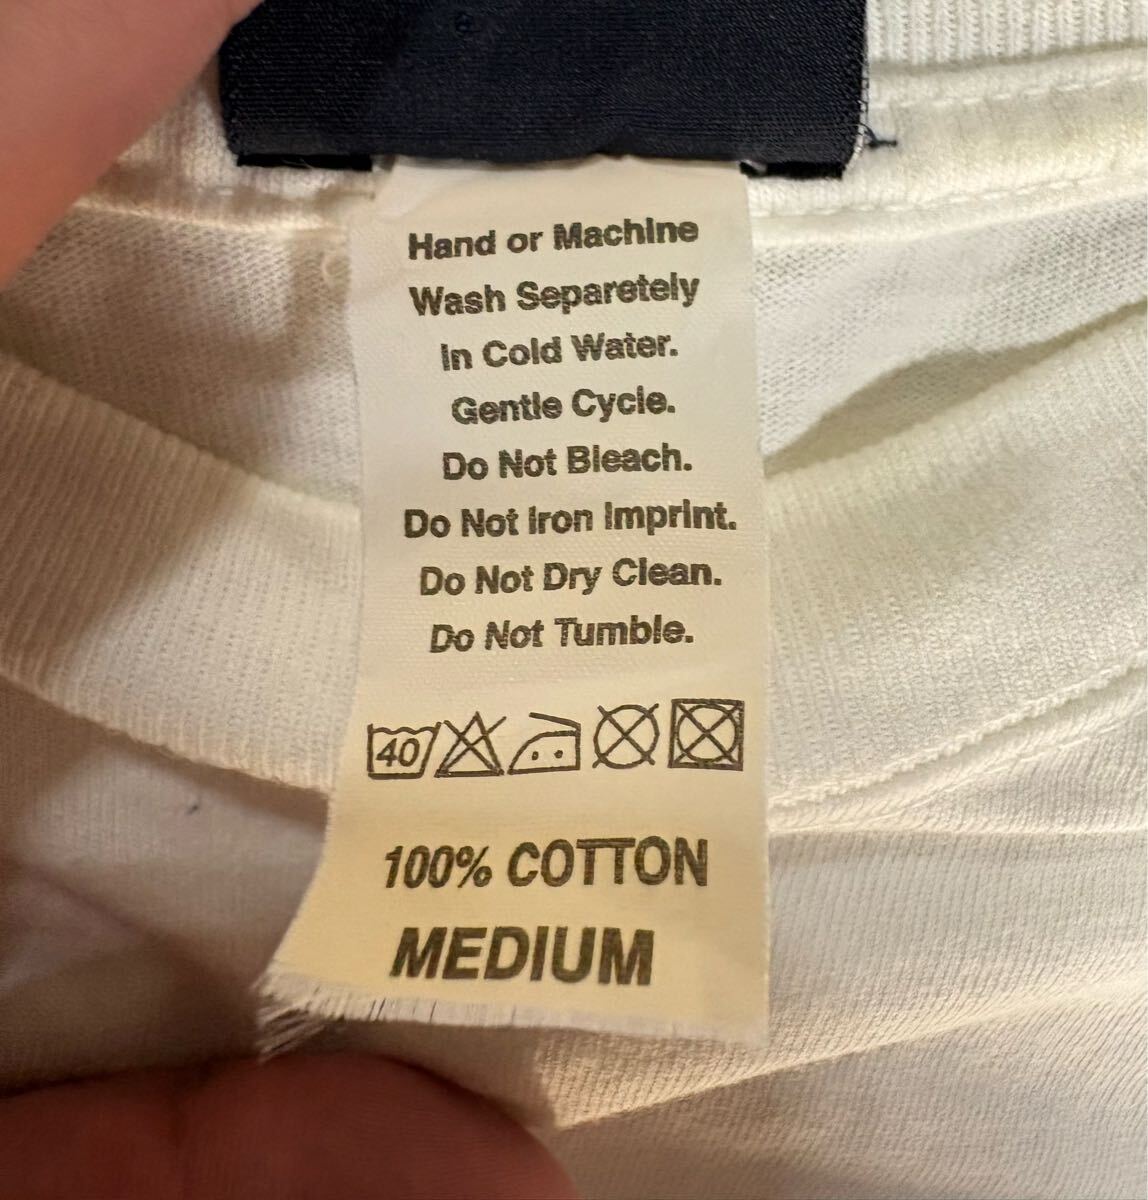 Hand or Machine
Wash Separetely
In Cold Water.
Gentle Cycle.
Do Not Bleach.
Do Not Iron Imprint.
Do Not Dry Clean.
Do Not Tumble.
40
100% COTTON
MEDIUM